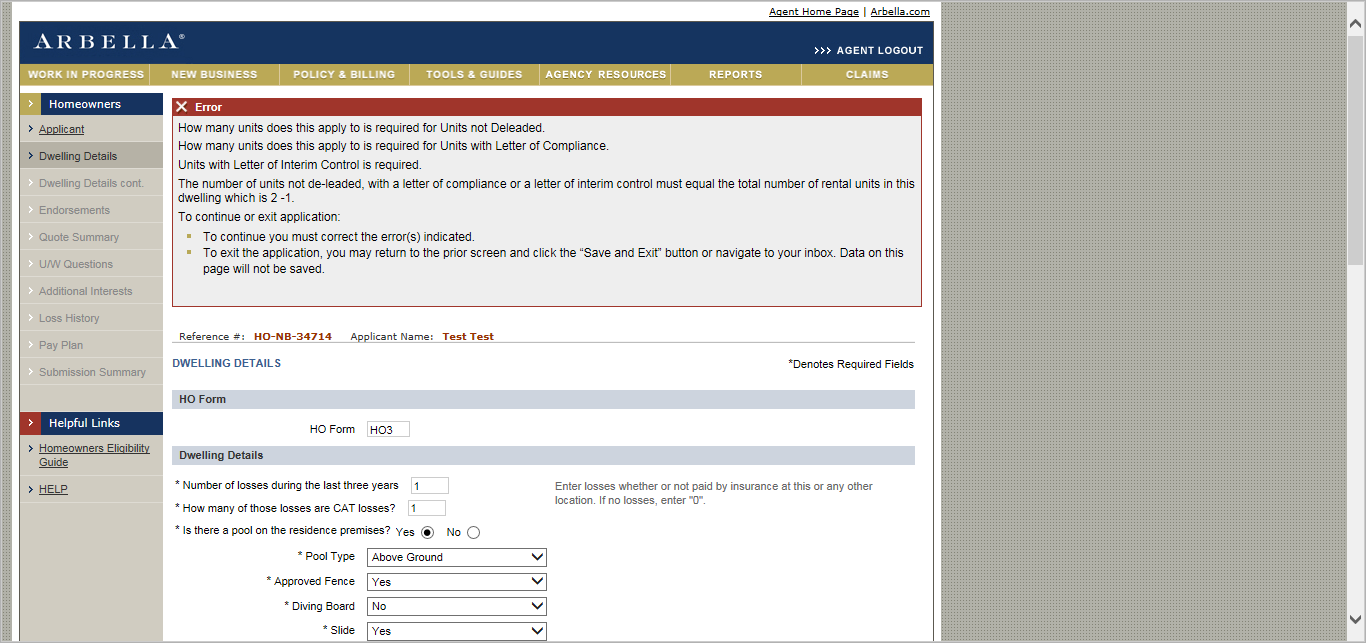 Agent Home Page | Arbella.com
ARBELLA®
>>> AGENT LOGOUT
WORK IN PROGRESS NEW BUSINESS POLICY & BILLING TOOLS & GUIDES AGENCY RESOURCES REPORTS CLAIMS
Homeowners
Applicant
Dwelling Details
Dwelling Details cont.
Endorsements
Quote Summary
U/W Questions
Additional Interests
Loss History
Pay Plan
Submission Summary
Helpful Links
Homeowners Eligibility
Guide
HELP
Error
How many units does this apply to is required for Units not Deleaded.
How many units does this apply to is required for Units with Letter of Compliance.
Units with Letter of Interim Control is required.
The number of units not de-leaded, with a letter of compliance or a letter of interim control must equal the total number of rental units in this
dwelling which is 2 -1.
To continue or exit application:
To continue you must correct the error(s) indicated.
To exit the application, you may return to the prior screen and click the “Save and Exit” button or navigate to your inbox. Data on this
page will not be saved.
Reference #: HO-NB-34714 Applicant Name: Test Test
DWELLING DETAILS
*Denotes Required Fields
HO Form
HO Form HO3
Dwelling Details
* Number of losses during the last three years 1
Enter losses whether or not paid by insurance at this or any other
location. If no losses, enter "0".
* How many of those losses are CAT losses? 1
* Is there a pool on the residence premises? Yes No
* Pool Type Above Ground
* Approved Fence Yes
* Diving Board No
* Slide Yes